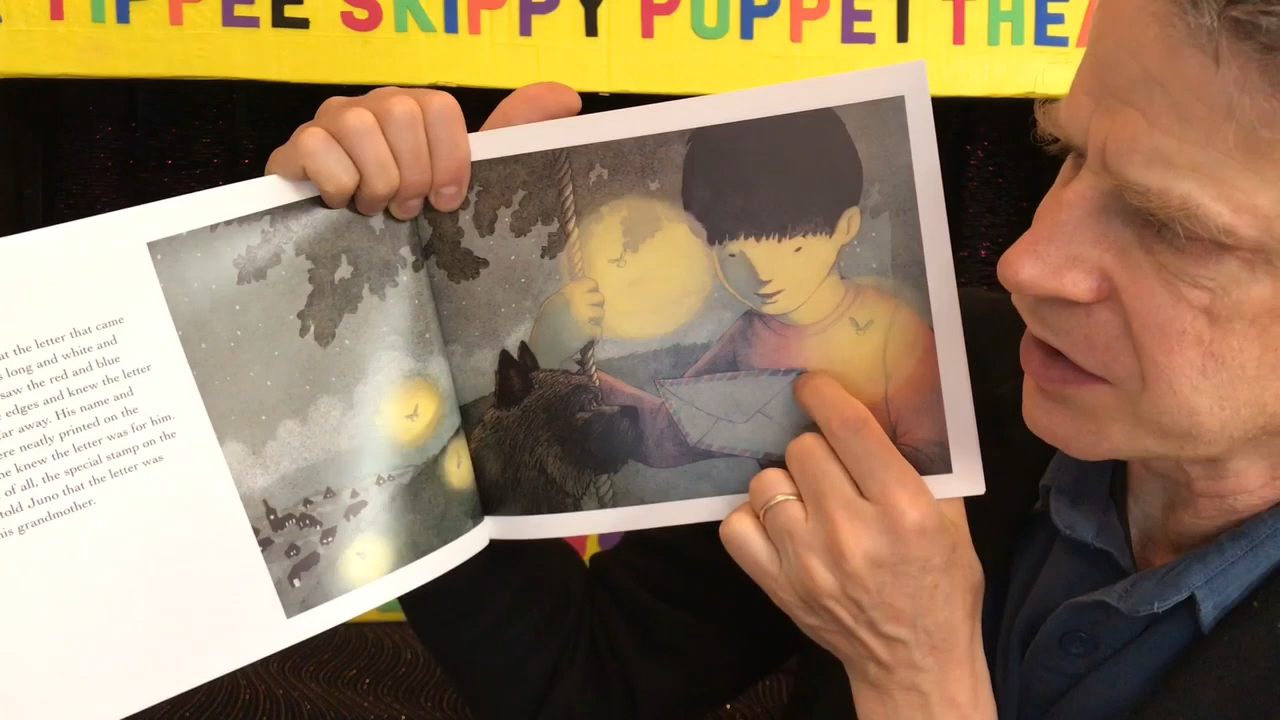 TIPPEE SKIPPY PUPPET THEA
at the letter that came
s long and white and
saw the red and blue
edges and knew the letter
far away. His name and
ere neatly printed on the
he knew the letter was for him.
of all, the special stamp on the
told Juno that the letter was
his grandmother.